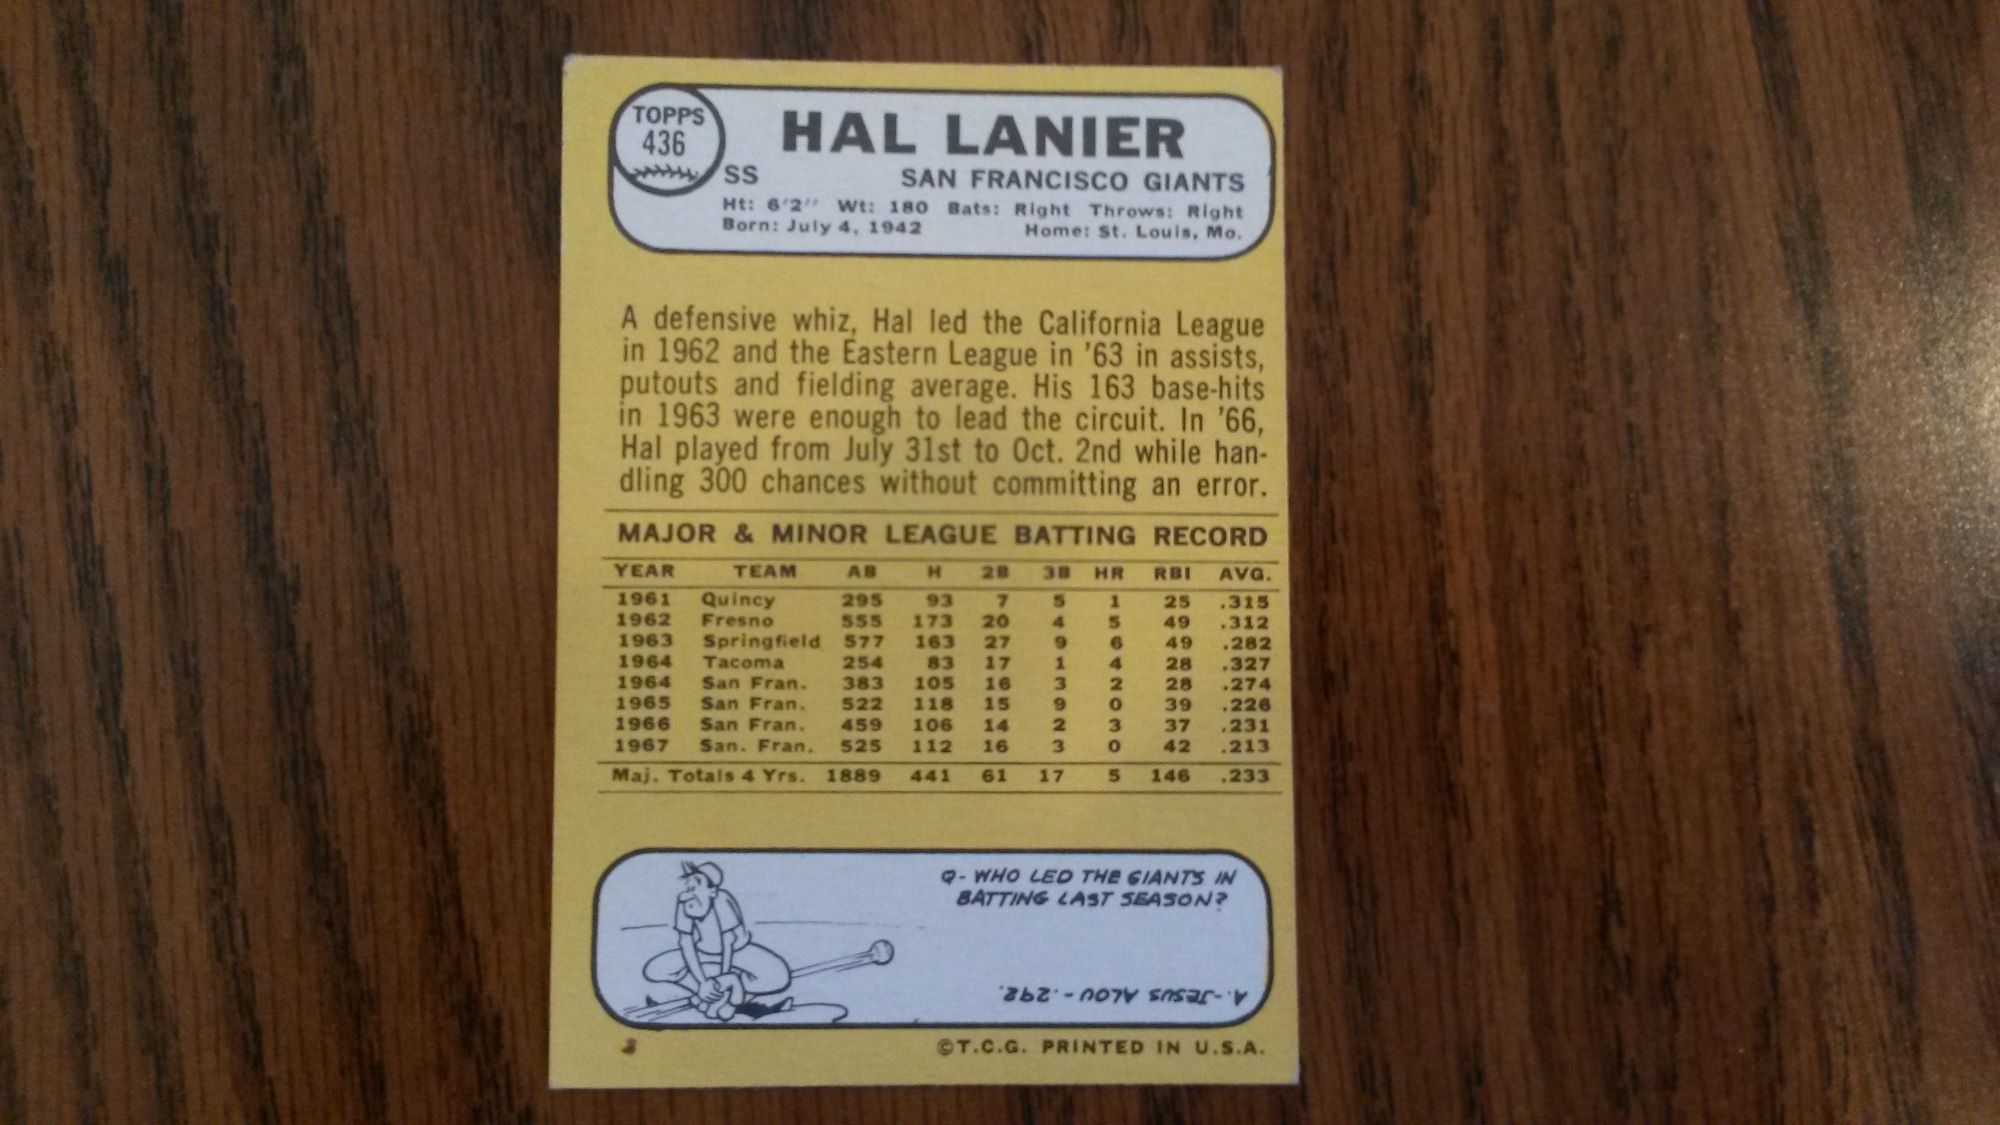 TOPPS
436
HAL LANIER
SS
SAN FRANCISCO GIANTS
Ht: 6'2" Wt: 180 Bats: Right Throws: Right
Born: July 4, 1942 Home: St. Louis, Mo.
A defensive whiz, Hal led the California League
in 1962 and the Eastern League in '63 in assists,
putouts and fielding average. His 163 base-hits
in 1963 were enough to lead the circuit. In '66,
Hal played from July 31st to Oct. 2nd while han-
dling 300 chances without committing an error.
MAJOR & MINOR LEAGUE BATTING RECORD
YEAR TEAM AB H 2B 3B HR RBI AVG.
1961 Quincy 295 93 7 5 1 25 .315
1962 Fresno 555 173 20 4 5 49 .312
1963 Springfield 577 163 27 9 6 49 .282
1964 Tacoma 254 83 17 1 4 28 .327
1964 San Fran. 383 105 16 3 2 28 .274
1965 San Fran. 522 118 15 9 0 39 .226
1966 San Fran. 459 106 14 2 3 37 .231
1967 San. Fran. 525 112 16 3 0 42 .213
Maj. Totals 4 Yrs. 1889 441 61 17 5 146 .233
Q- WHO LED THE GIANTS IN
BATTING LAST SEASON?
A.-JESUS ALOU - .292.
©T.C.G. PRINTED IN U.S.A.